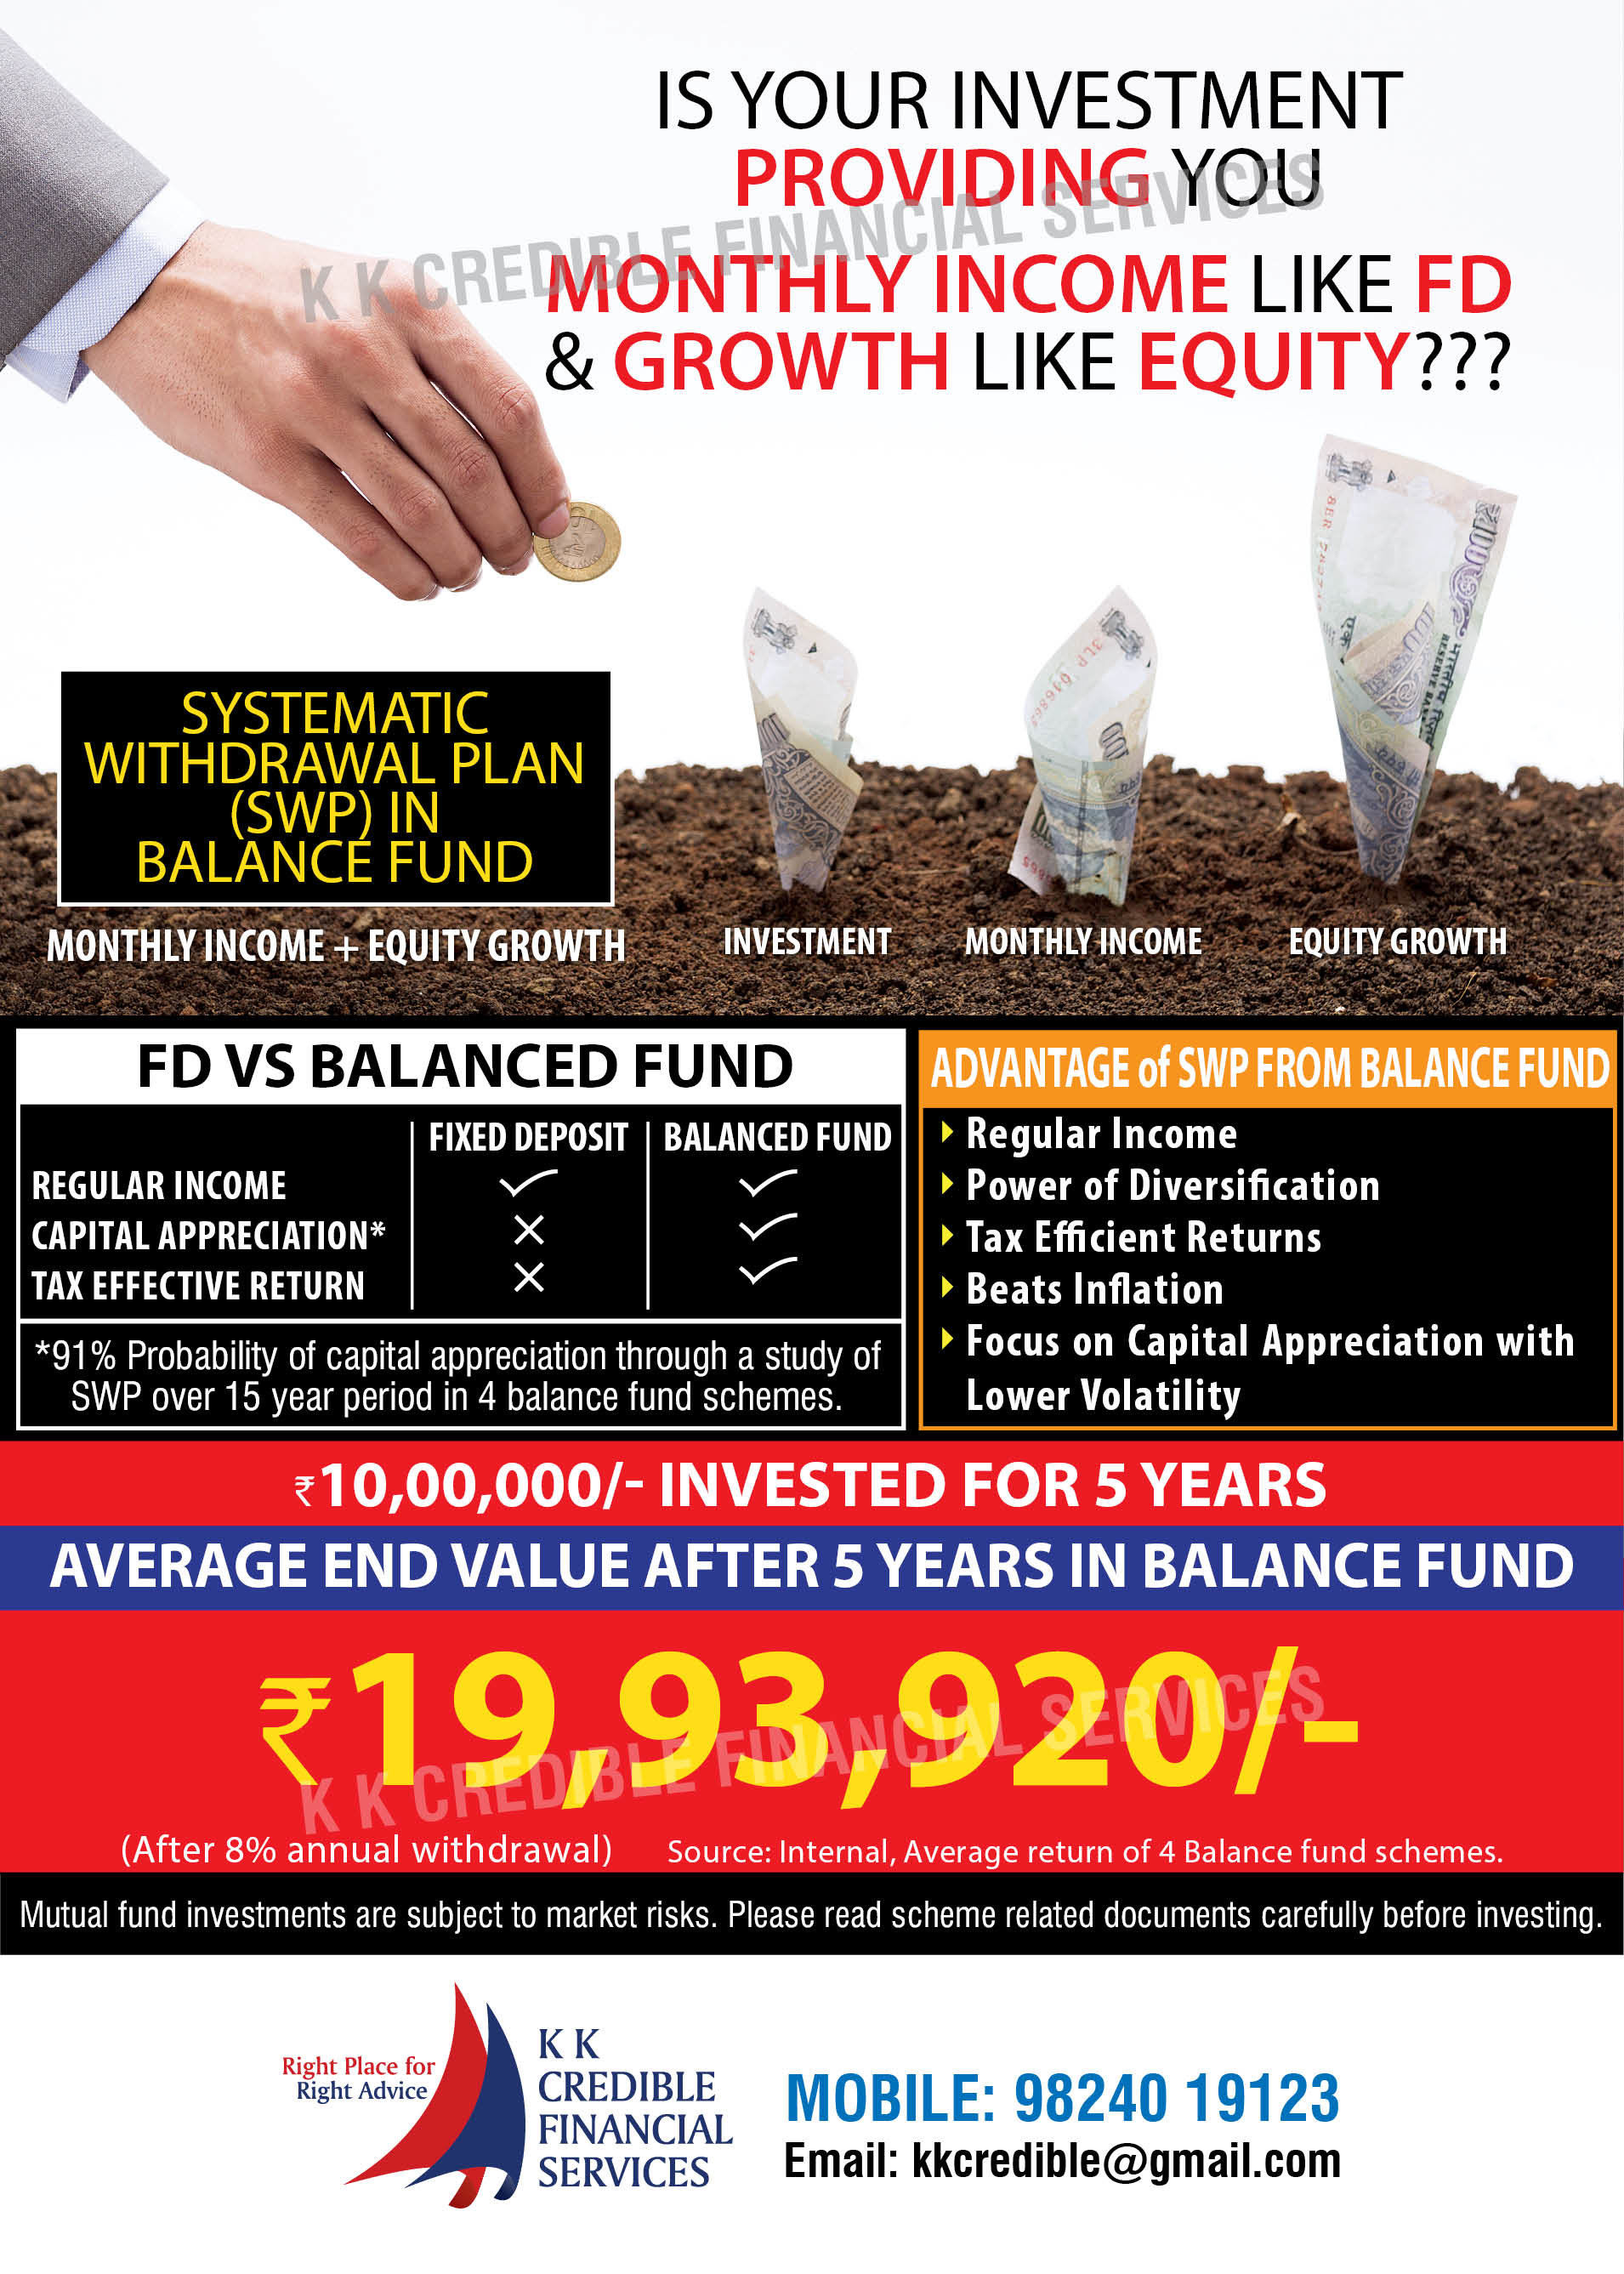 IS YOUR INVESTMENT
PROVIDING YOU
K K CREDIBLE FINANCIAL SERVICES
MONTHLY INCOME LIKE FD
& GROWTH LIKE EQUITY???
SYSTEMATIC
WITHDRAWAL PLAN
(SWP) IN
BALANCE FUND
MONTHLY INCOME + EQUITY GROWTH
INVESTMENT
MONTHLY INCOME
EQUITY GROWTH
FD VS BALANCED FUND
FIXED DEPOSIT BALANCED FUND
REGULAR INCOME
CAPITAL APPRECIATION*
TAX EFFECTIVE RETURN
*91% Probability of capital appreciation through a study of
SWP over 15 year period in 4 balance fund schemes.
ADVANTAGE of SWP FROM BALANCE FUND
Regular Income
Power of Diversification
Tax Efficient Returns
Beats Inflation
Focus on Capital Appreciation with
Lower Volatility
₹10,00,000/- INVESTED FOR 5 YEARS
AVERAGE END VALUE AFTER 5 YEARS IN BALANCE FUND
₹19,93,920/-
K K CREDIBLE FINANCIAL SERVICES
(After 8% annual withdrawal) Source: Internal, Average return of 4 Balance fund schemes.
Mutual fund investments are subject to market risks. Please read scheme related documents carefully before investing.
Right Place for
Right Advice
K K
CREDIBLE
FINANCIAL
SERVICES
MOBILE: 98240 19123
Email: kkcredible@gmail.com